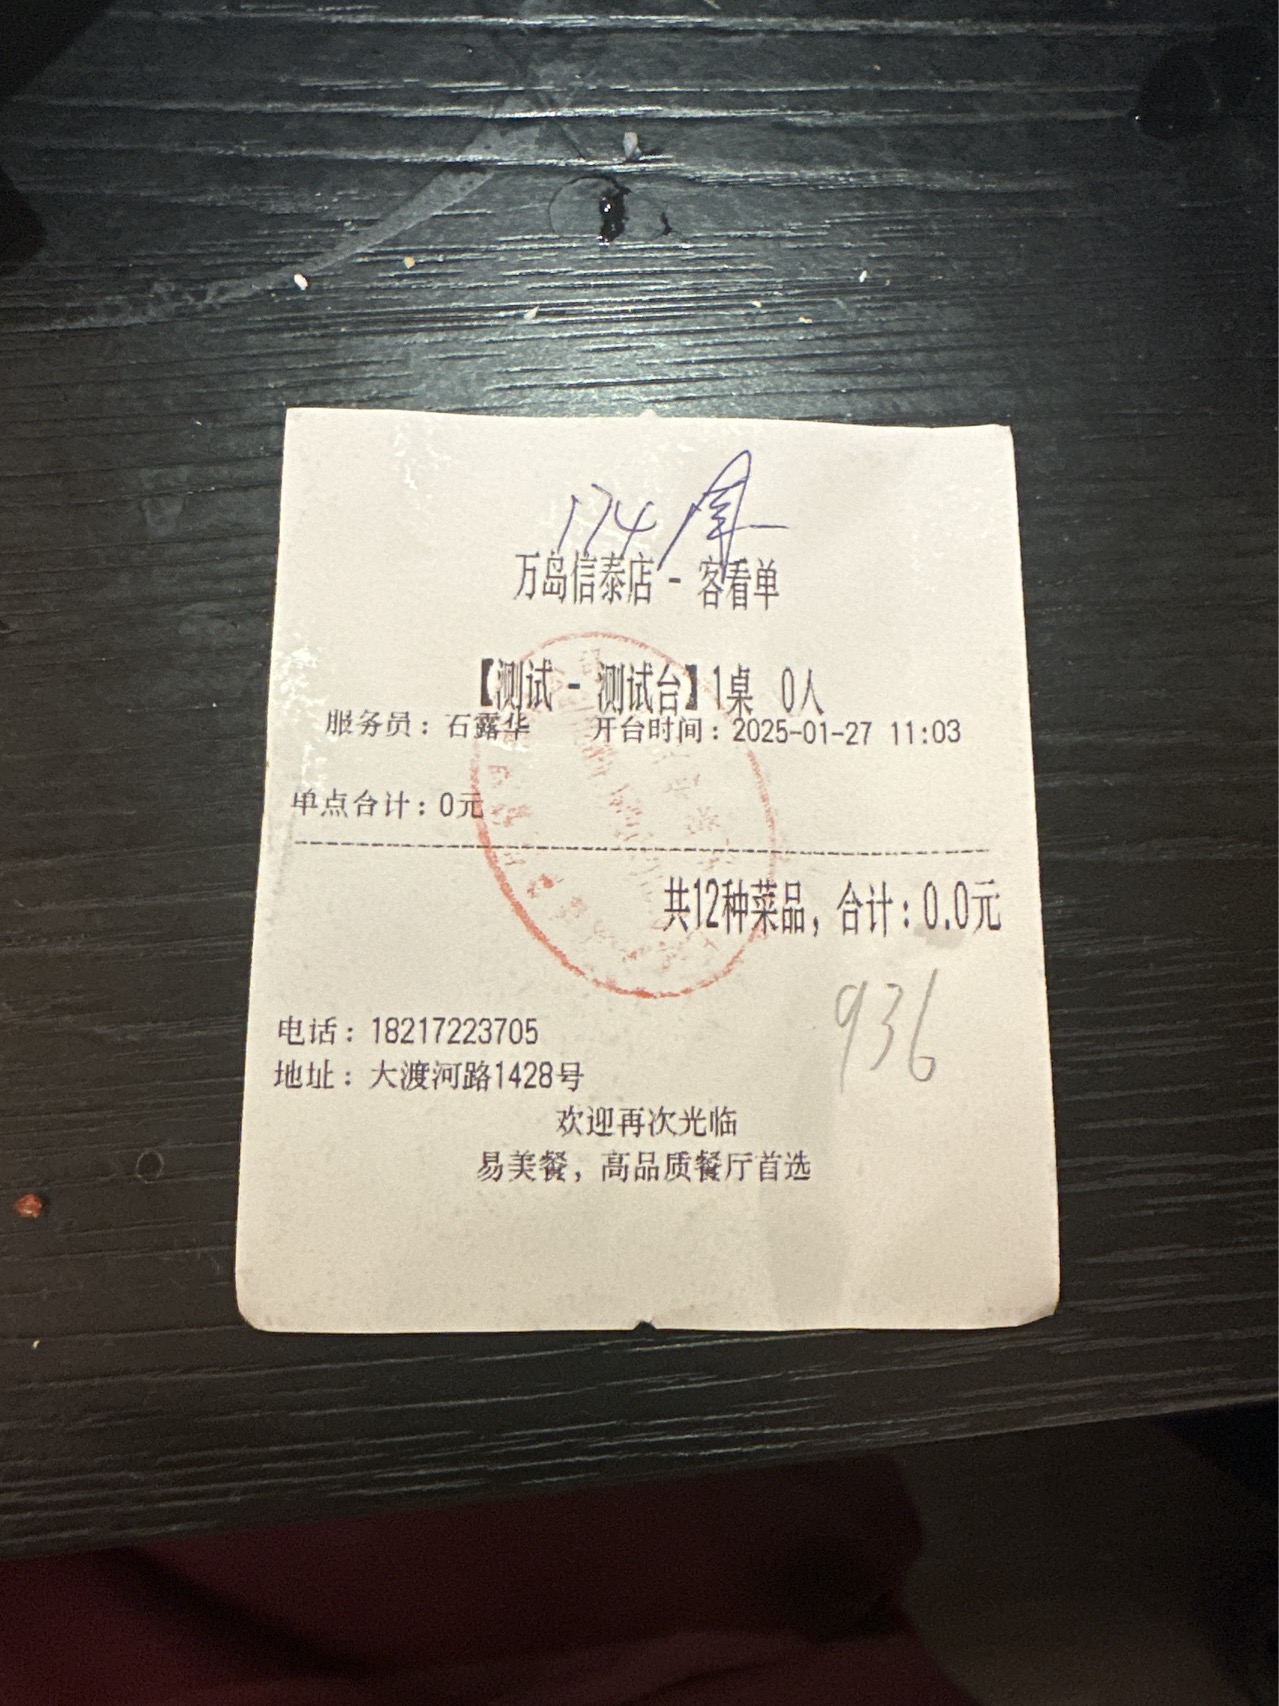 174
万岛信泰店 - 客看单
【测试 - 测试台】1桌 0人
服务员：石露华 开台时间：2025-01-27 11:03
单点合计：0元
共12种菜品，合计：0.0元
936
电话：18217223705
地址：大渡河路1428号
欢迎再次光临
易美餐，高品质餐厅首选